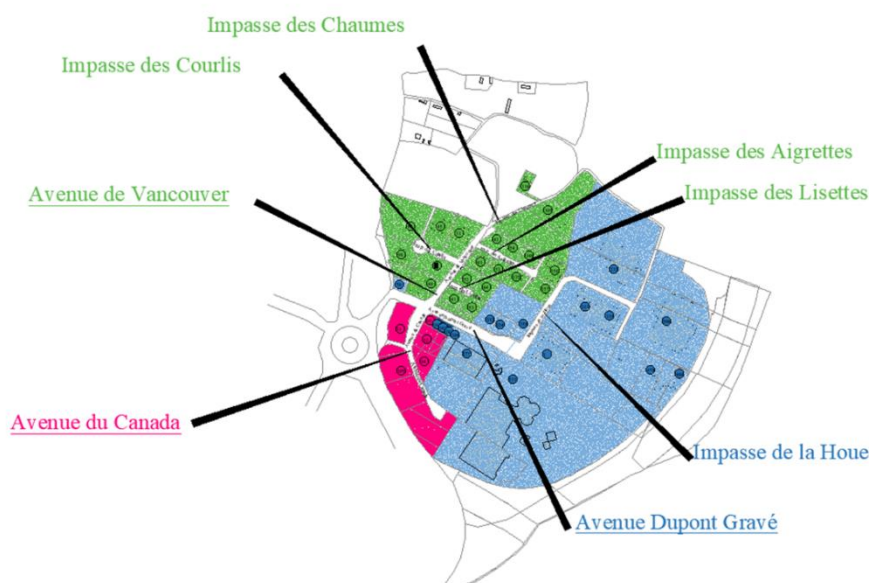 Impasse des Chaumes
Impasse des Courlis
Impasse des Aigrettes
Avenue de Vancouver
Impasse des Lisettes
Avenue du Canada
Impasse de la Houe
Avenue Dupont Gravé